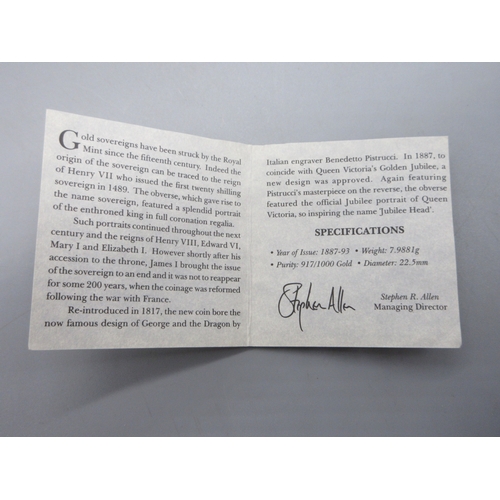 Gold sovereigns have been struck by the Royal
Mint since the fifteenth century. Indeed the
origin of the sovereign can be traced to the reign
of Henry VII who issued the first twenty shilling
sovereign in 1489. The obverse, which gave rise to
the name sovereign, featured a splendid portrait
of the enthroned king in full coronation regalia.
Such portraits continued throughout the next
century and the reigns of Henry VIII, Edward VI,
Mary I and Elizabeth I. However shortly after his
accession to the throne, James I brought the issue
of the sovereign to an end and it was not to reappear
for some 200 years, when the coinage was reformed
following the war with France.
Re-introduced in 1817, the new coin bore the
now famous design of George and the Dragon by
Italian engraver Benedetto Pistrucci. In 1887, to
coincide with Queen Victoria's Golden Jubilee, a
new design was approved. Again featuring
Pistrucci's masterpiece on the reverse, the obverse
featured the official Jubilee portrait of Queen
Victoria, so inspiring the name 'Jubilee Head'.
SPECIFICATIONS
• Year of Issue: 1887-93 • Weight: 7.9881g
• Purity: 917/1000 Gold • Diameter: 22.5mm
Stephen Allen
Stephen R. Allen
Managing Director